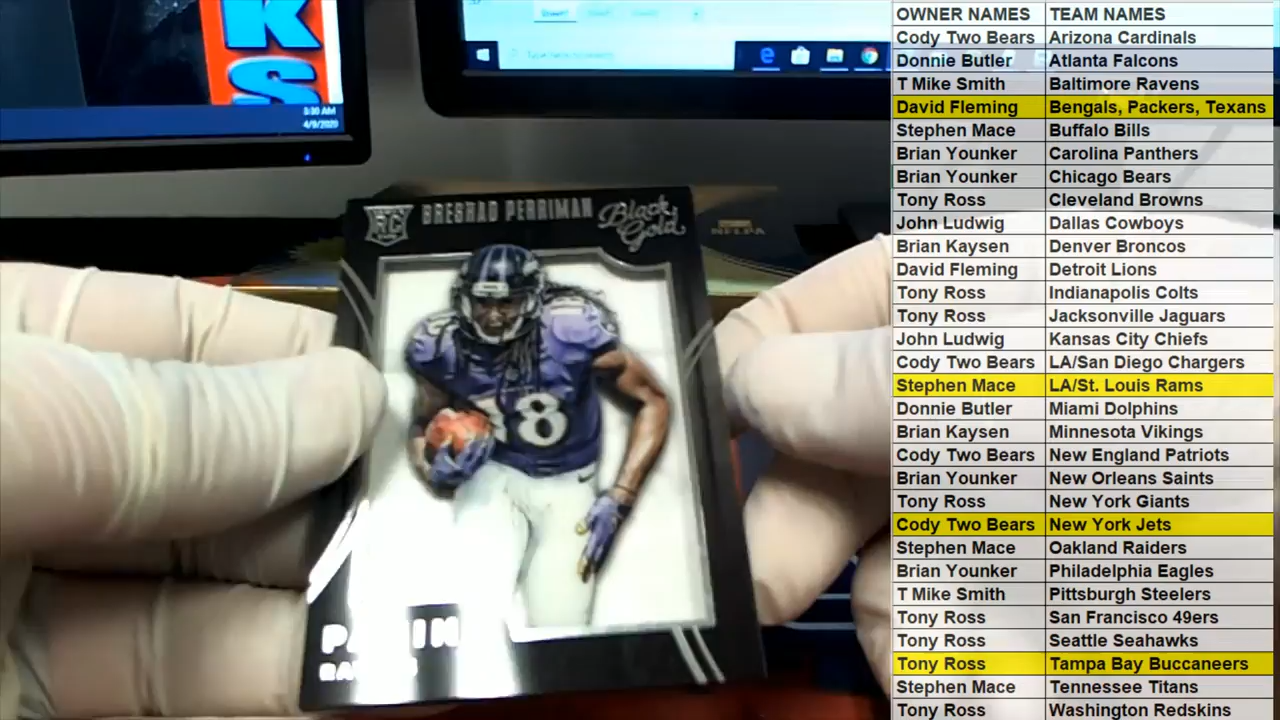 KS
3:30 AM
4/9/2020
RC
BRESHAD PERRIMAN
Black Gold
NFLPA
18
OWNER NAMES TEAM NAMES
Cody Two Bears Arizona Cardinals
Donnie Butler Atlanta Falcons
T Mike Smith Baltimore Ravens
David Fleming Bengals, Packers, Texans
Stephen Mace Buffalo Bills
Brian Younker Carolina Panthers
Brian Younker Chicago Bears
Tony Ross Cleveland Browns
John Ludwig Dallas Cowboys
Brian Kaysen Denver Broncos
David Fleming Detroit Lions
Tony Ross Indianapolis Colts
Tony Ross Jacksonville Jaguars
John Ludwig Kansas City Chiefs
Cody Two Bears LA/San Diego Chargers
Stephen Mace LA/St. Louis Rams
Donnie Butler Miami Dolphins
Brian Kaysen Minnesota Vikings
Cody Two Bears New England Patriots
Brian Younker New Orleans Saints
Tony Ross New York Giants
Cody Two Bears New York Jets
Stephen Mace Oakland Raiders
Brian Younker Philadelphia Eagles
T Mike Smith Pittsburgh Steelers
Tony Ross San Francisco 49ers
Tony Ross Seattle Seahawks
Tony Ross Tampa Bay Buccaneers
Stephen Mace Tennessee Titans
Tony Ross Washington Redskins